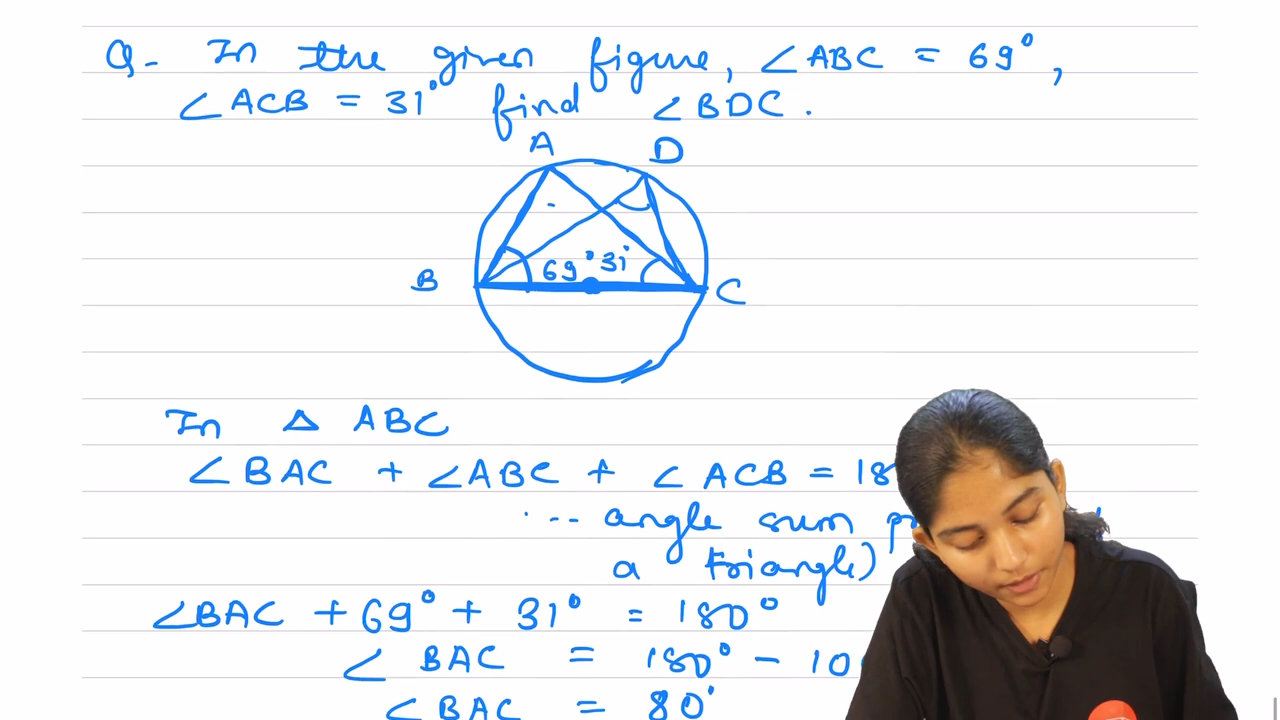 Q- In the given figure, ∠ABC = 69°,
∠ACB = 31° find ∠BDC.
A D
69° 31°
B C
In △ ABC
∠BAC + ∠ABC + ∠ACB = 18
... angle sum
a triangle)
∠BAC + 69° + 31° = 180°
∠BAC = 180° - 10
∠BAC = 80°